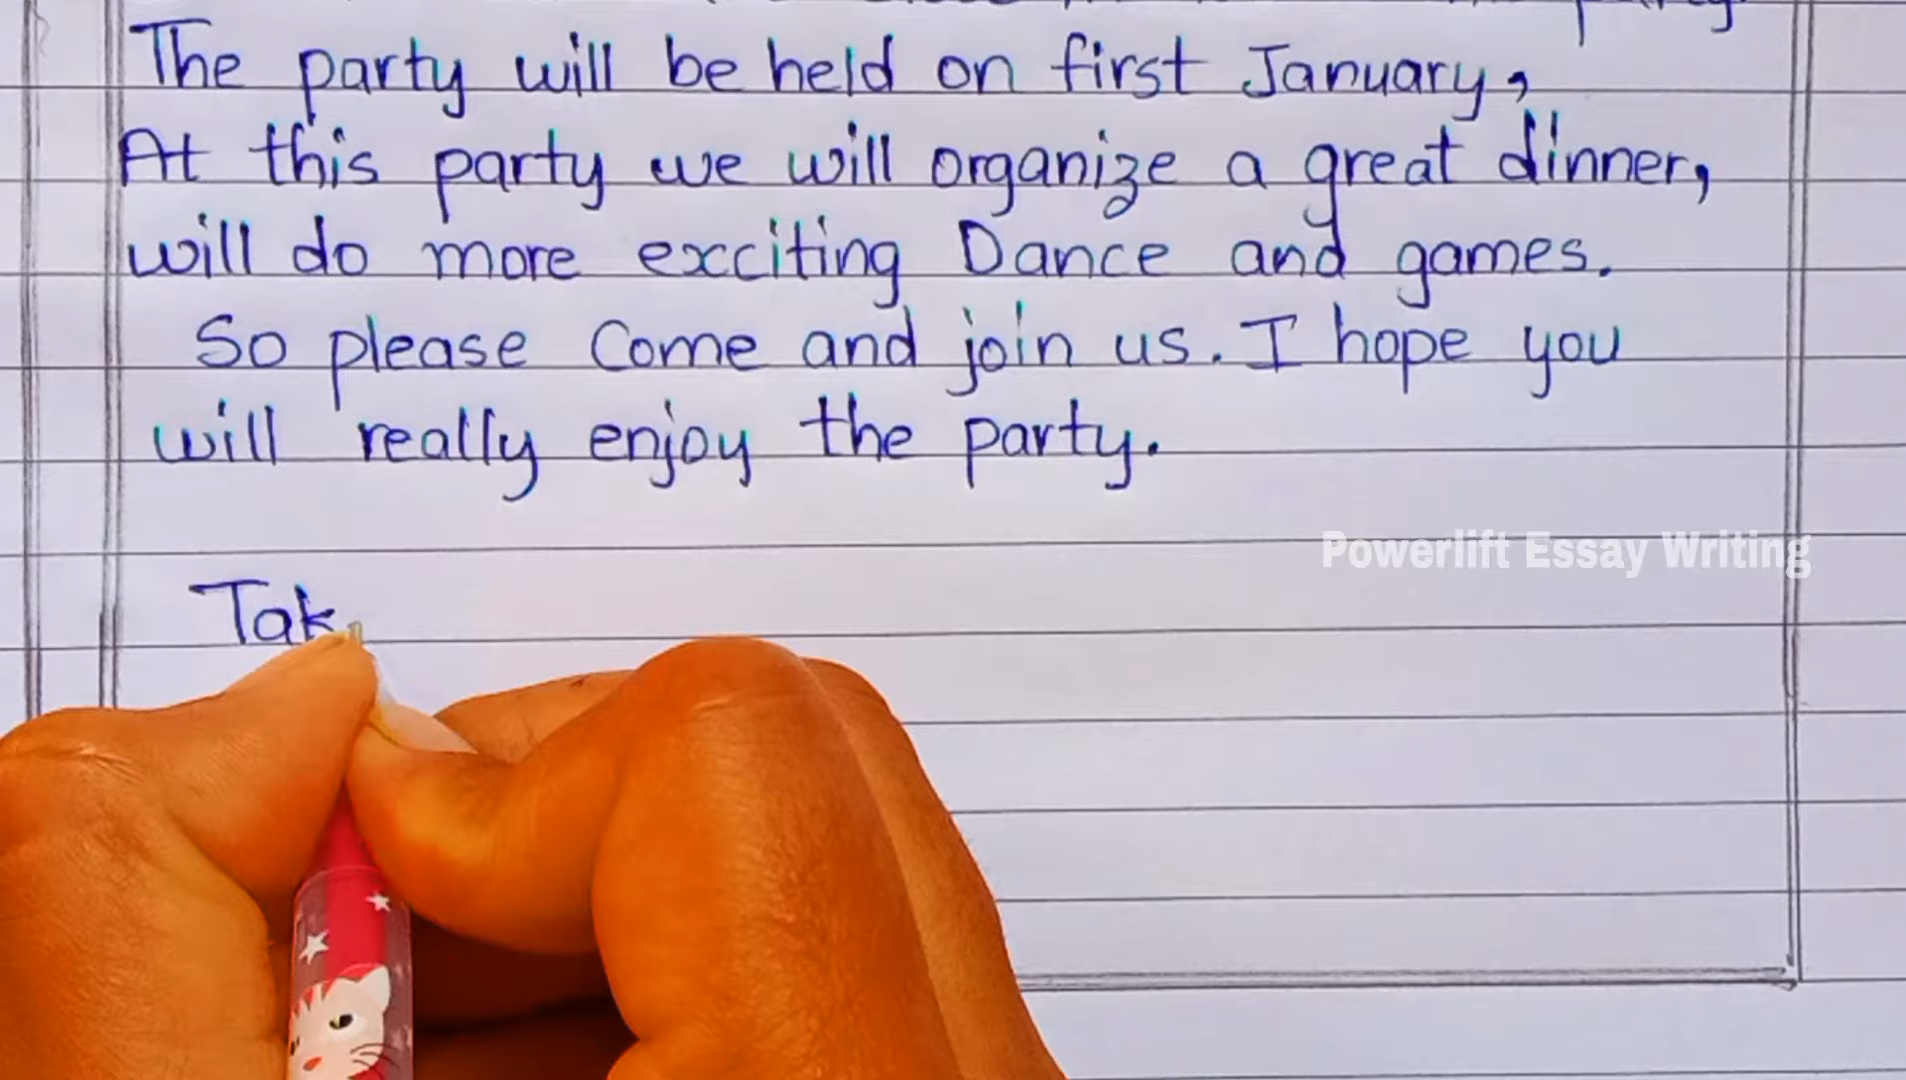 party.
The party will be held on first January,
At this party we will organize a great dinner,
will do more exciting Dance and games.
So please Come and join us. I hope you
will really enjoy the party.
Powerlift Essay Writing
Tak